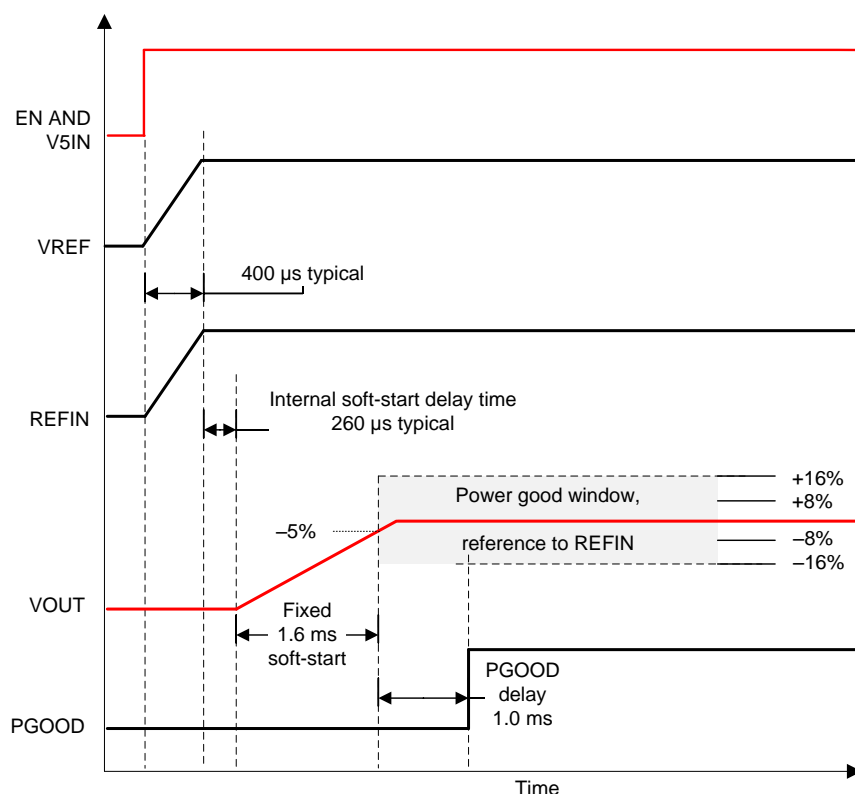 EN AND
V5IN
VREF
400 µs typical
REFIN
Internal soft-start delay time
260 µs typical
+16%
Power good window,
+8%
–5%
reference to REFIN
–8%
–16%
VOUT
Fixed
1.6 ms
soft-start
PGOOD
delay
1.0 ms
PGOOD
Time